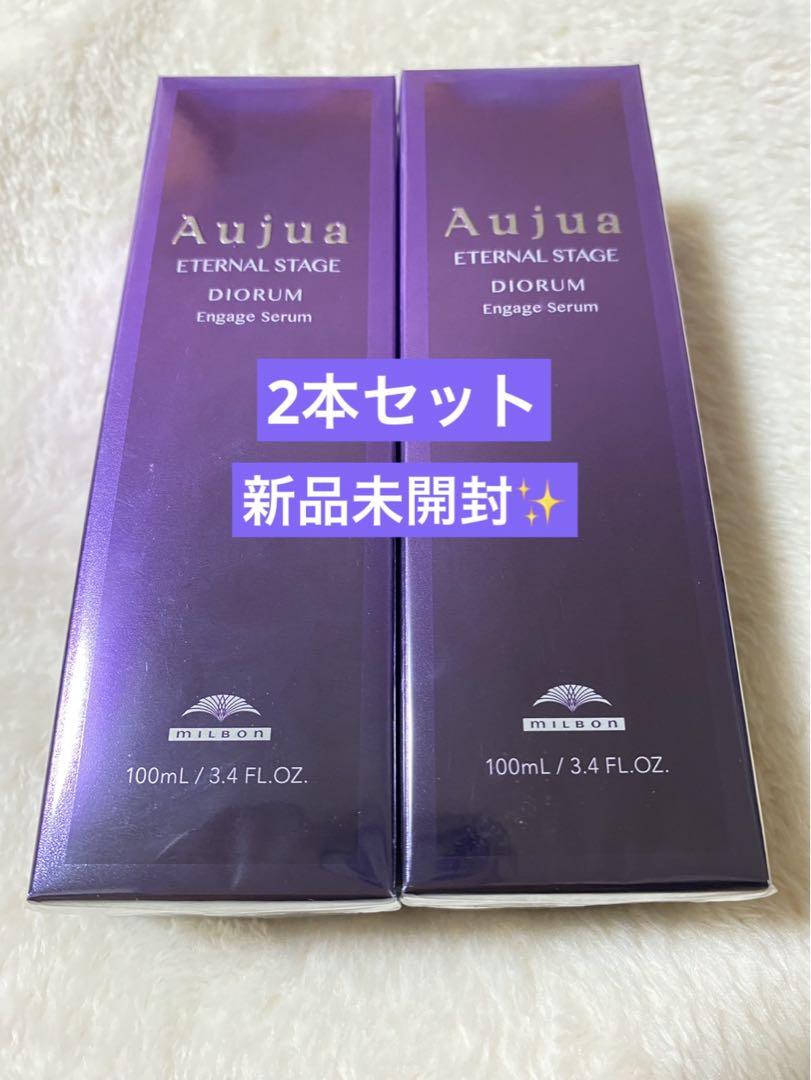 Aujua
ETERNAL STAGE
DIORUM
Engage Serum
Aujua
ETERNAL STAGE
DIORUM
Engage Serum
2本セット
新品未開封✨
MILBON
100mL / 3.4 FL.OZ.
MILBON
100mL / 3.4 FL.OZ.